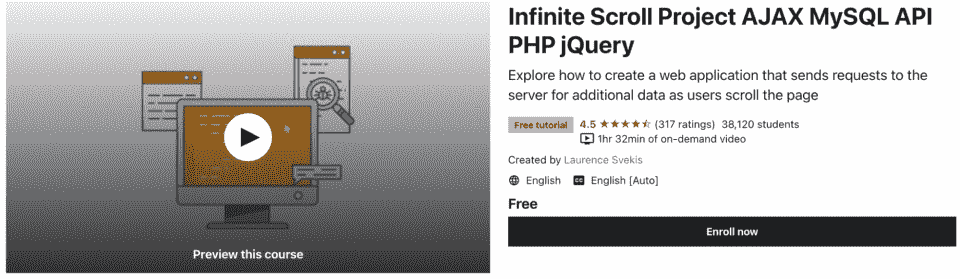 Preview this course
Infinite Scroll Project AJAX MySQL API
PHP jQuery
Explore how to create a web application that sends requests to the
server for additional data as users scroll the page
Free tutorial 4.5 ★★★★★ (317 ratings) 38,120 students
1hr 32min of on-demand video
Created by Laurence Svekis
English CC English [Auto]
Free
Enroll now